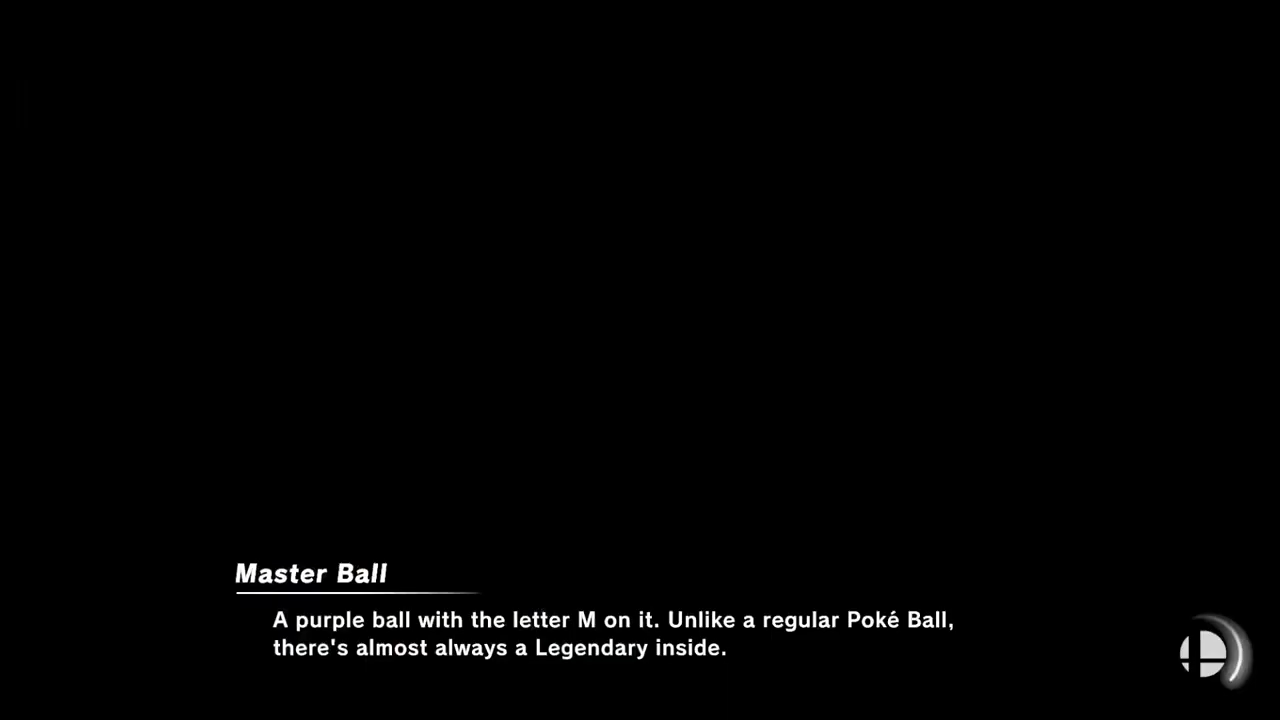 Master Ball
A purple ball with the letter M on it. Unlike a regular Poké Ball,
there's almost always a Legendary inside.